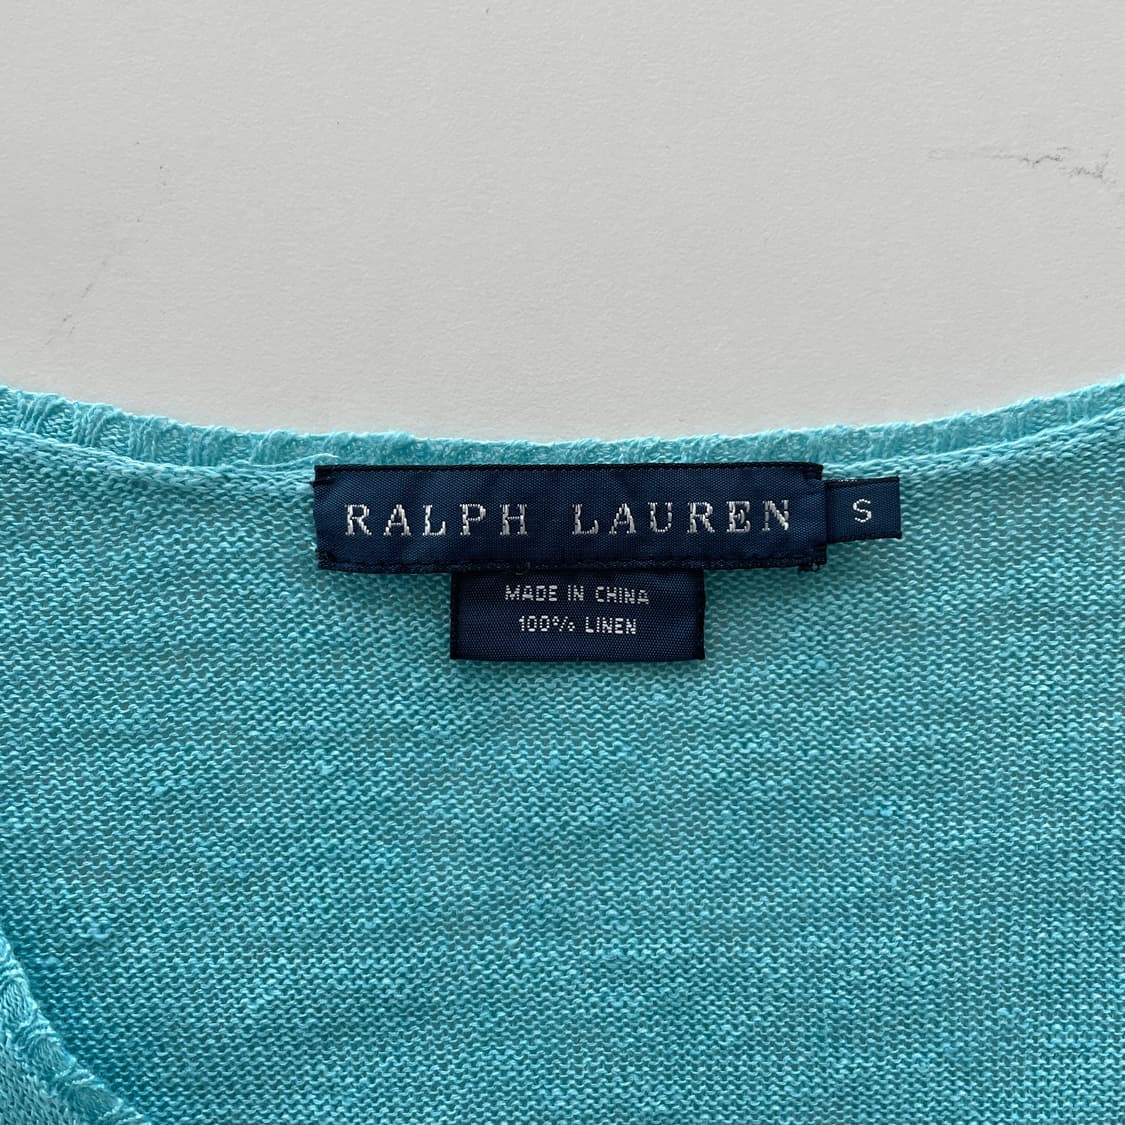 RALPH LAUREN
S
MADE IN CHINA
100% LINEN